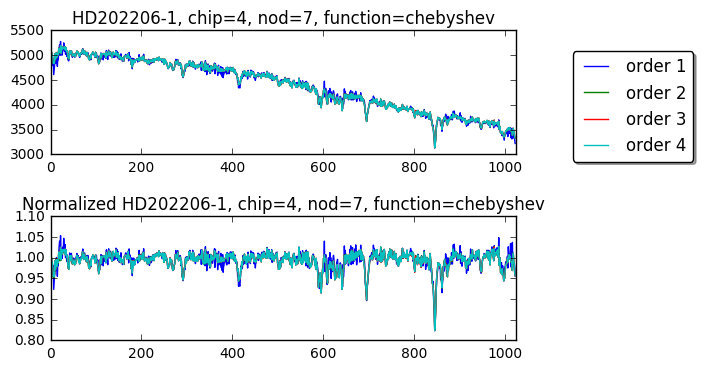 HD202206-1, chip=4, nod=7, function=chebyshev
5500
5000
4500
4000
3500
3000
0 200 400 600 800 1000
order 1
order 2
order 3
order 4
Normalized HD202206-1, chip=4, nod=7, function=chebyshev
1.10
1.05
1.00
0.95
0.90
0.85
0.80
0 200 400 600 800 1000